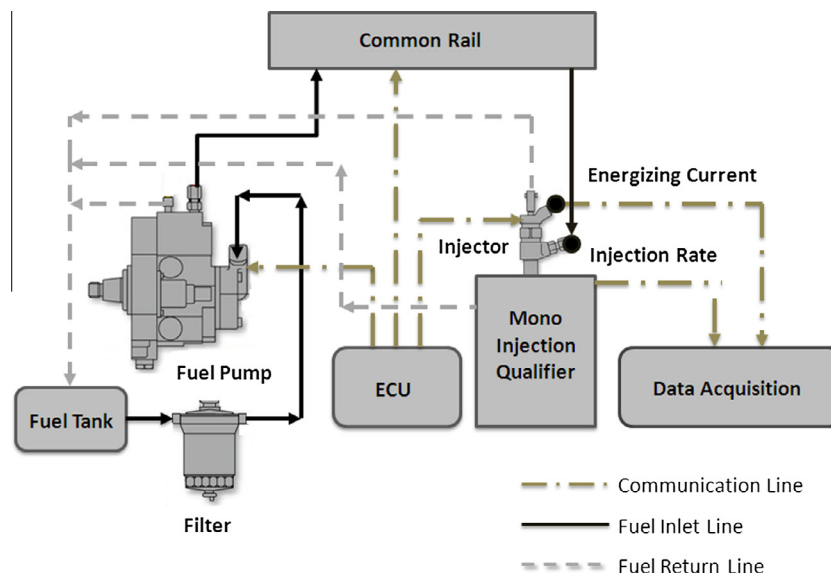 Common Rail
Energizing Current
Injector
Injection Rate
Mono
Injection
Qualifier
Fuel Pump
ECU
Data Acquisition
Fuel Tank
Filter
Communication Line
Fuel Inlet Line
Fuel Return Line